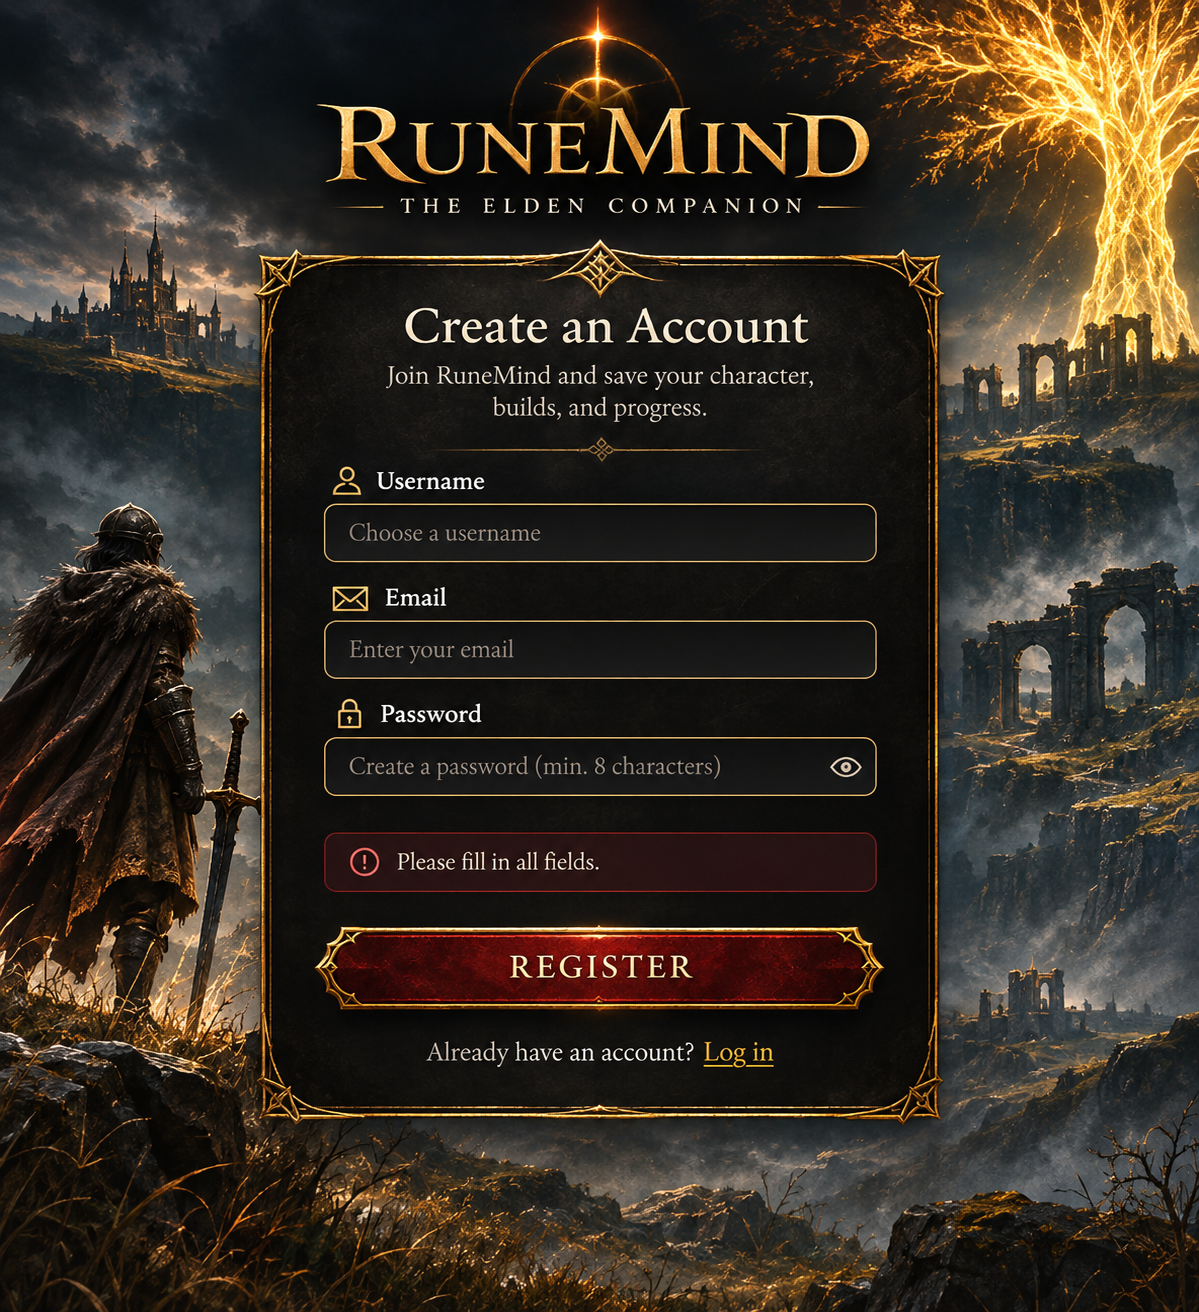 RUNEMIND
THE ELDEN COMPANION
Create an Account
Join RuneMind and save your character,
builds, and progress.
Username
Choose a username
Email
Enter your email
Password
Create a password (min. 8 characters)
Please fill in all fields.
REGISTER
Already have an account? Log in